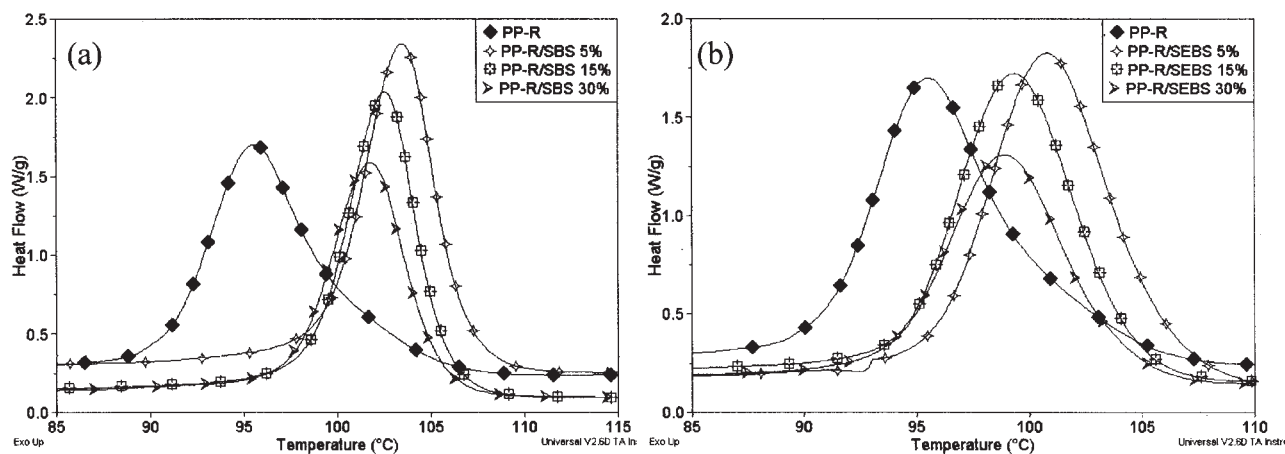 (a)
PP-R
PP-R/SBS 5%
PP-R/SBS 15%
PP-R/SBS 30%
2.5
2.0
1.5
1.0
0.5
0.0
Heat Flow (W/g)
85 90 95 100 105 110 115
Exo Up
Temperature (°C)
Universal V2.6D TA In
(b)
PP-R
PP-R/SEBS 5%
PP-R/SEBS 15%
PP-R/SEBS 30%
2.0
1.5
1.0
0.5
0.0
Heat Flow (W/g)
85 90 95 100 105 110
Exo Up
Temperature (°C)
Universal V2.6D TA Instr